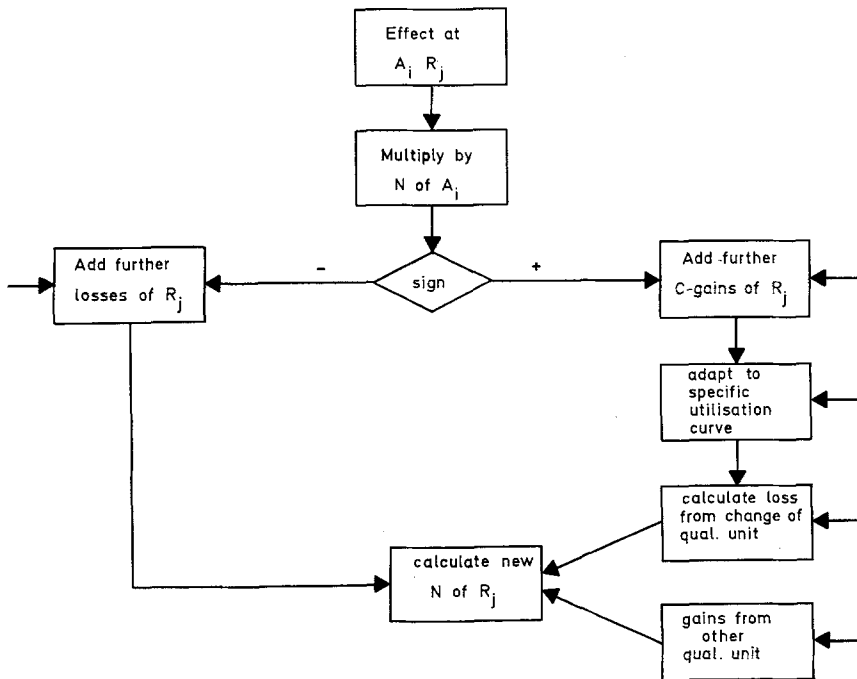 Effect at
A_i R_j
Multiply by
N of A_i
sign
-
+
Add further
losses of R_j
Add further
C-gains of R_j
adapt to
specific
utilisation
curve
calculate loss
from change of
qual. unit
calculate new
N of R_j
gains from
other
qual. unit